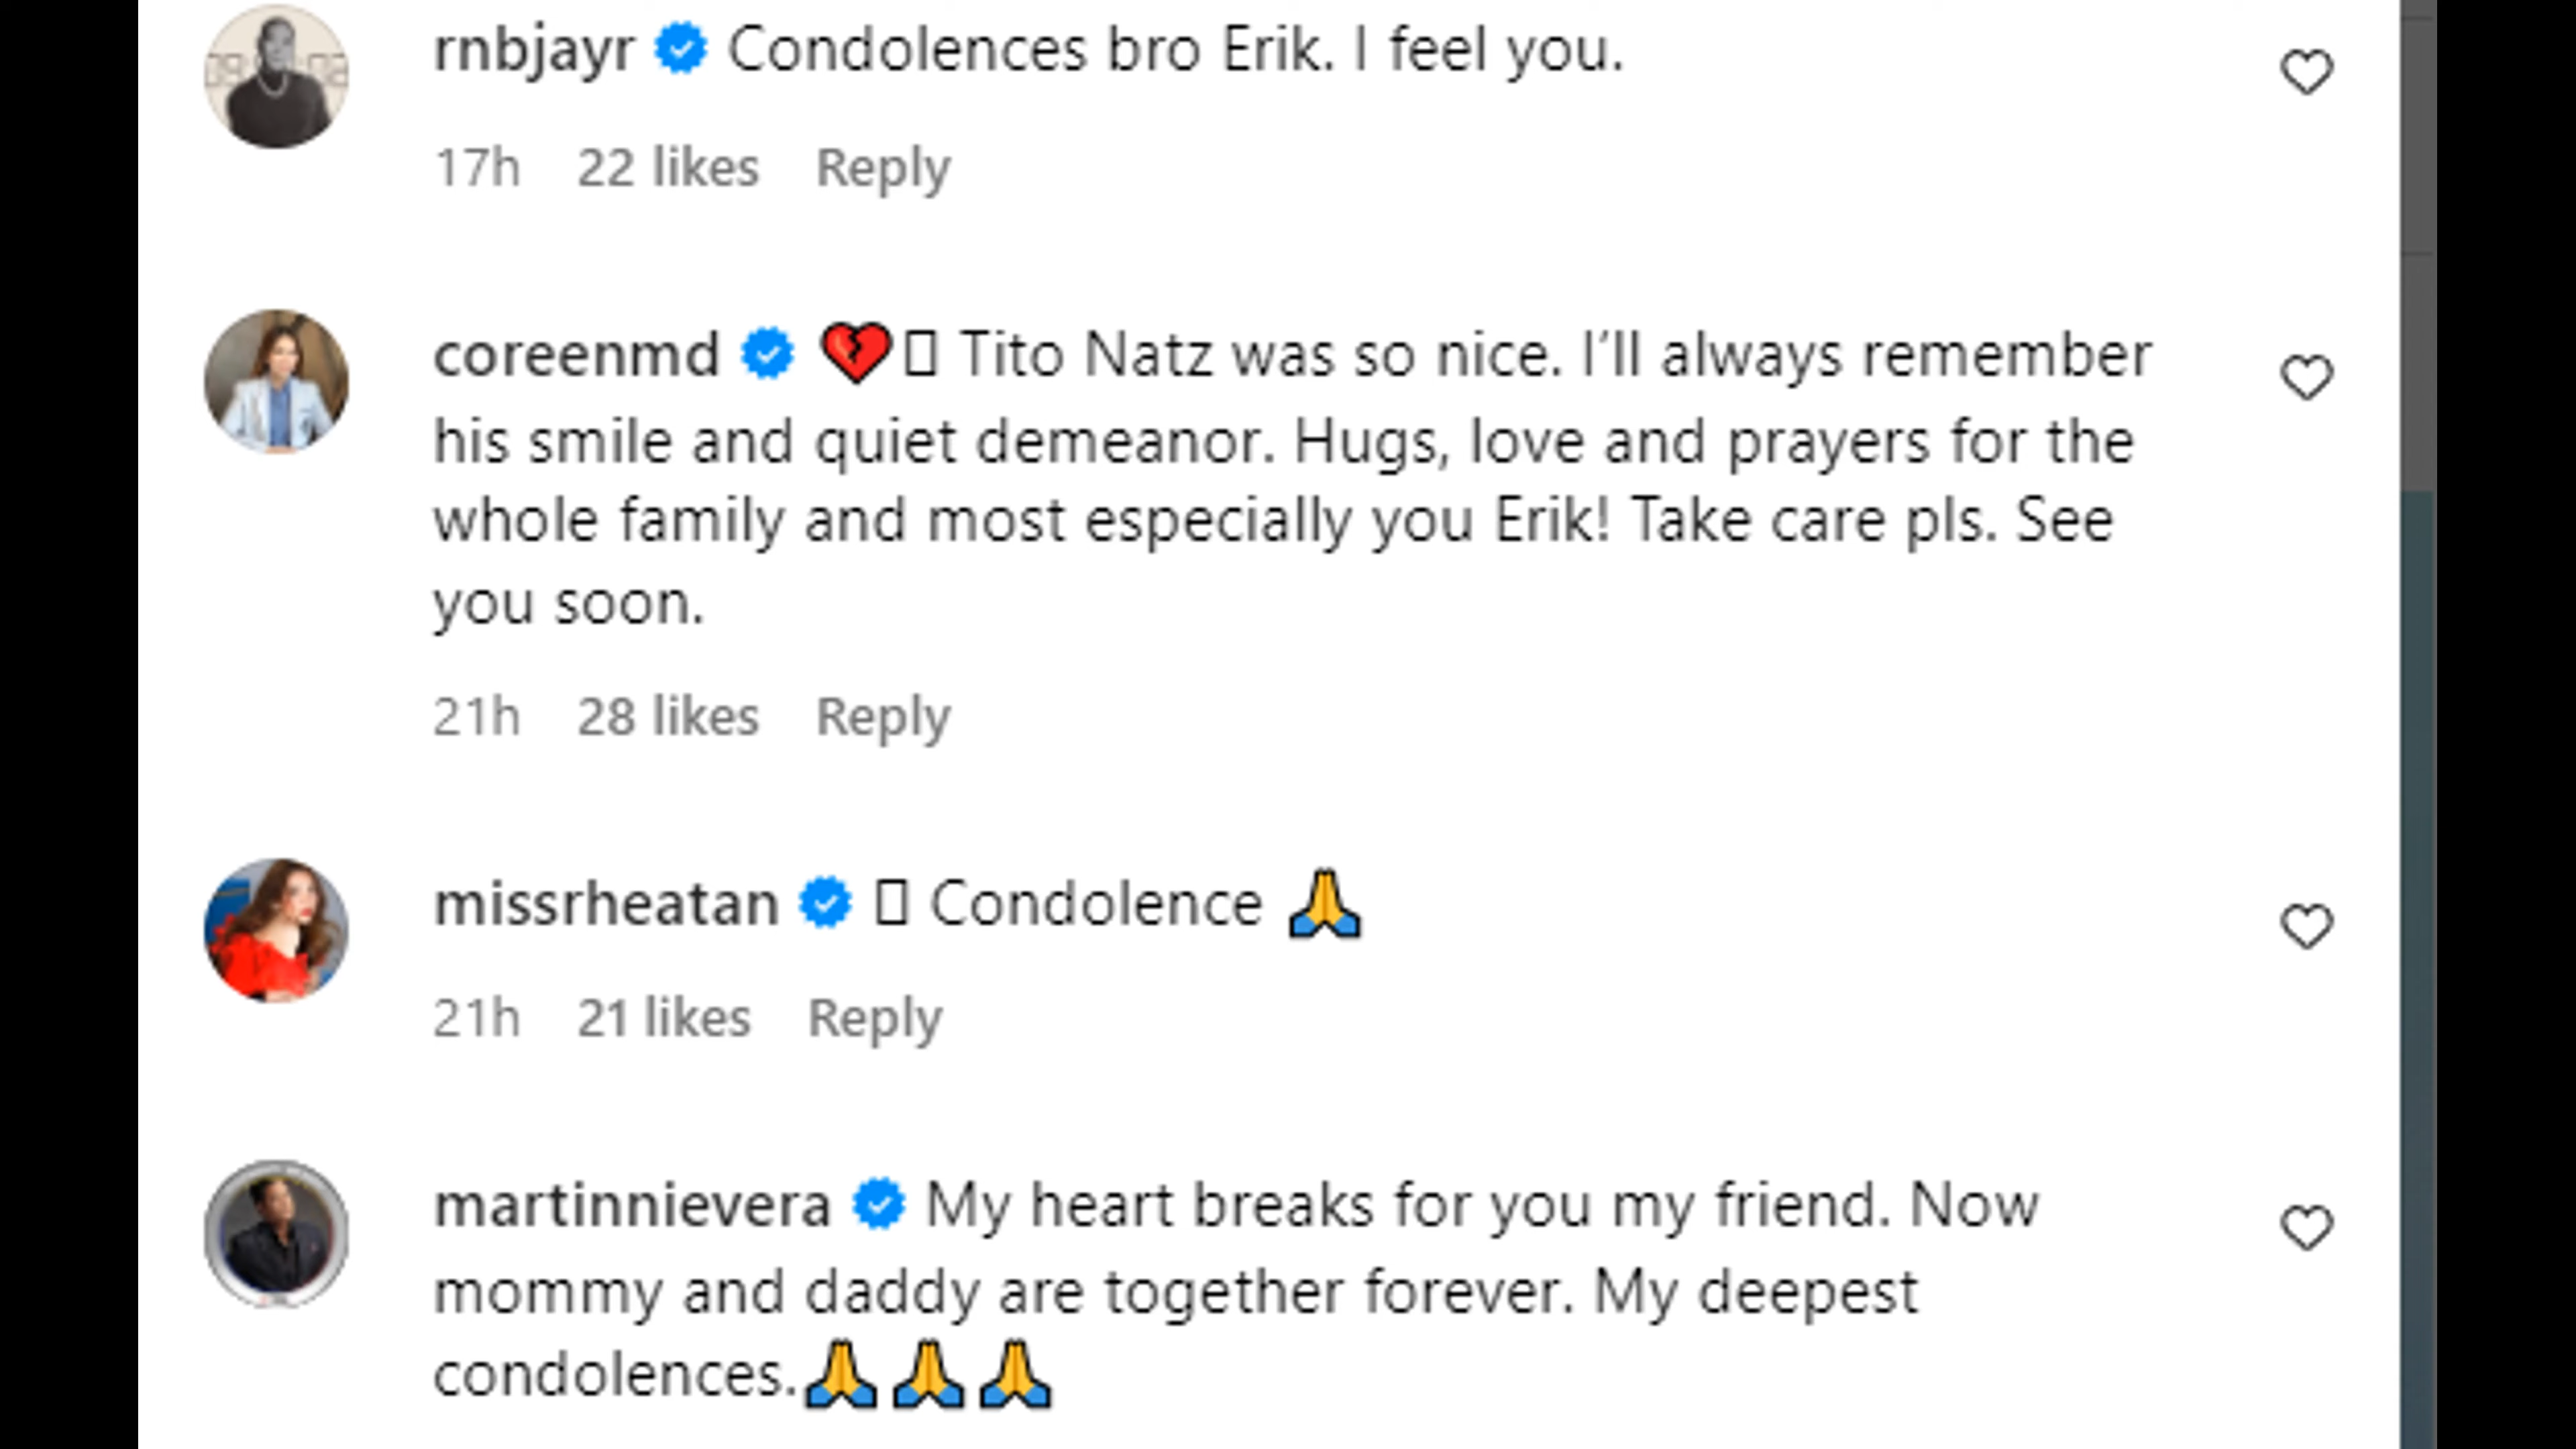 rnbjayr Condolences bro Erik. I feel you.
17h 22 likes Reply
coreenmd 💔 Tito Natz was so nice. I’ll always remember
his smile and quiet demeanor. Hugs, love and prayers for the
whole family and most especially you Erik! Take care pls. See
you soon.
21h 28 likes Reply
missrheatan Condolence 🙏
21h 21 likes Reply
martinnievera My heart breaks for you my friend. Now
mommy and daddy are together forever. My deepest
condolences.🙏🙏🙏